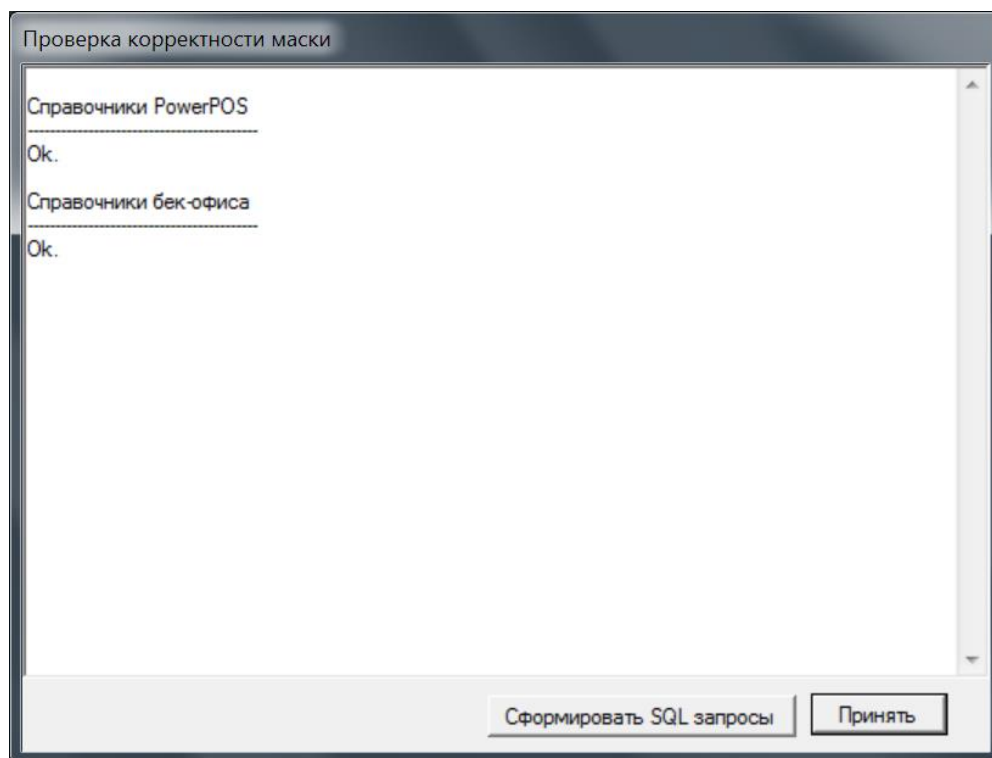 Проверка корректности маски
Справочники PowerPOS
----------------------------------------
Ok.
Справочники бек-офиса
----------------------------------------
Ok.
Сформировать SQL запросы
Принять